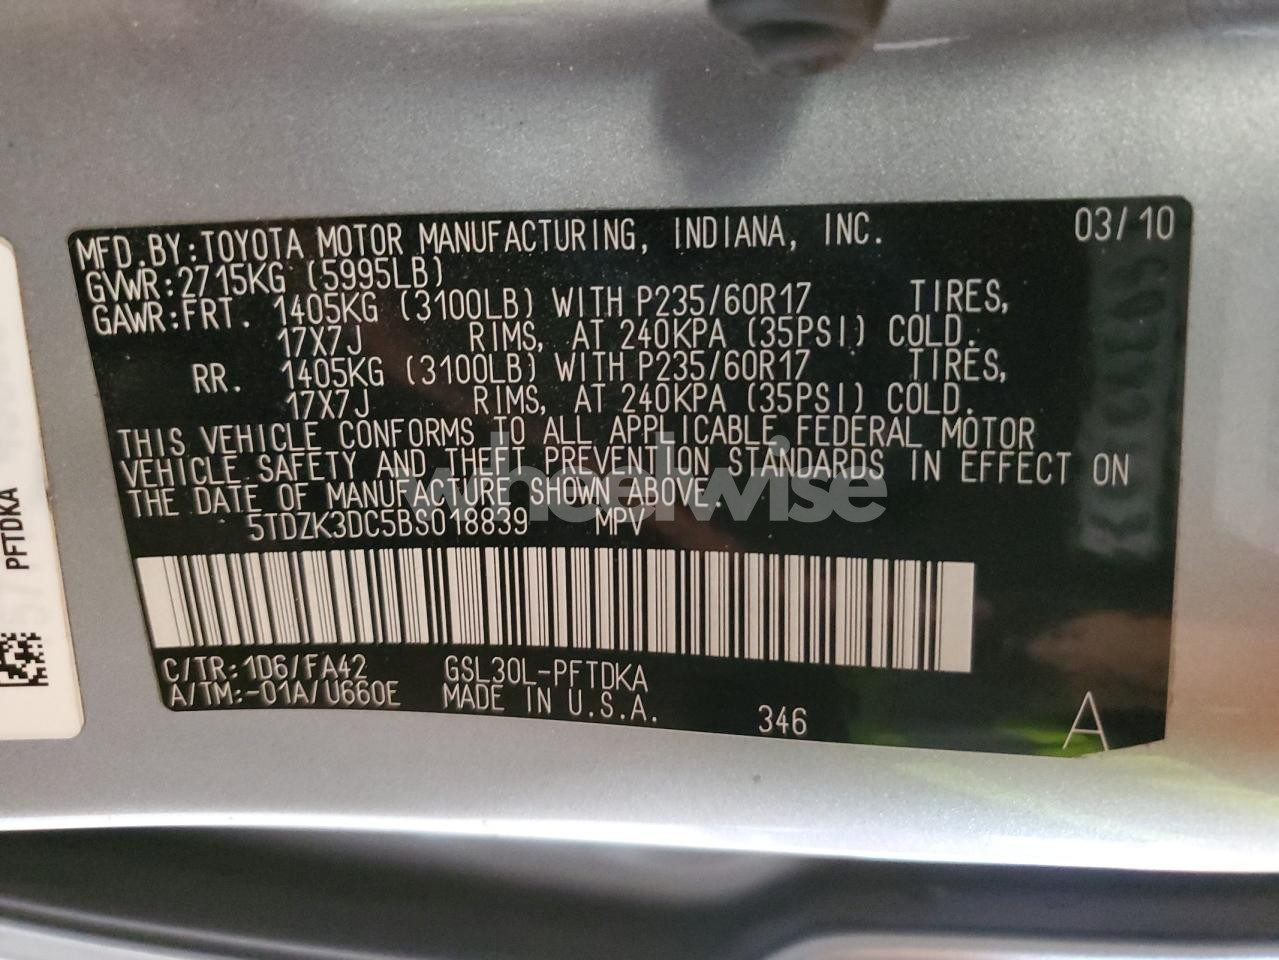 MFD.BY:TOYOTA MOTOR MANUFACTURING, INDIANA, INC. 03/10
GVWR:2715KG (5995LB)
GAWR:FRT. 1405KG (3100LB) WITH P235/60R17 TIRES,
17X7J RIMS, AT 240KPA (35PSI) COLD.
RR. 1405KG (3100LB) WITH P235/60R17 TIRES,
17X7J RIMS, AT 240KPA (35PSI) COLD.
THIS VEHICLE CONFORMS TO ALL APPLICABLE FEDERAL MOTOR
VEHICLE SAFETY AND THEFT PREVENTION STANDARDS IN EFFECT ON
THE DATE OF MANUFACTURE SHOWN ABOVE.
5TDZK3DC5BS018839 MPV
C/TR:1D6/FA42 GSL30L-PFTDKA
A/TM:-01A/U660E MADE IN U.S.A. 346 A
PFTDKA
wheelwise